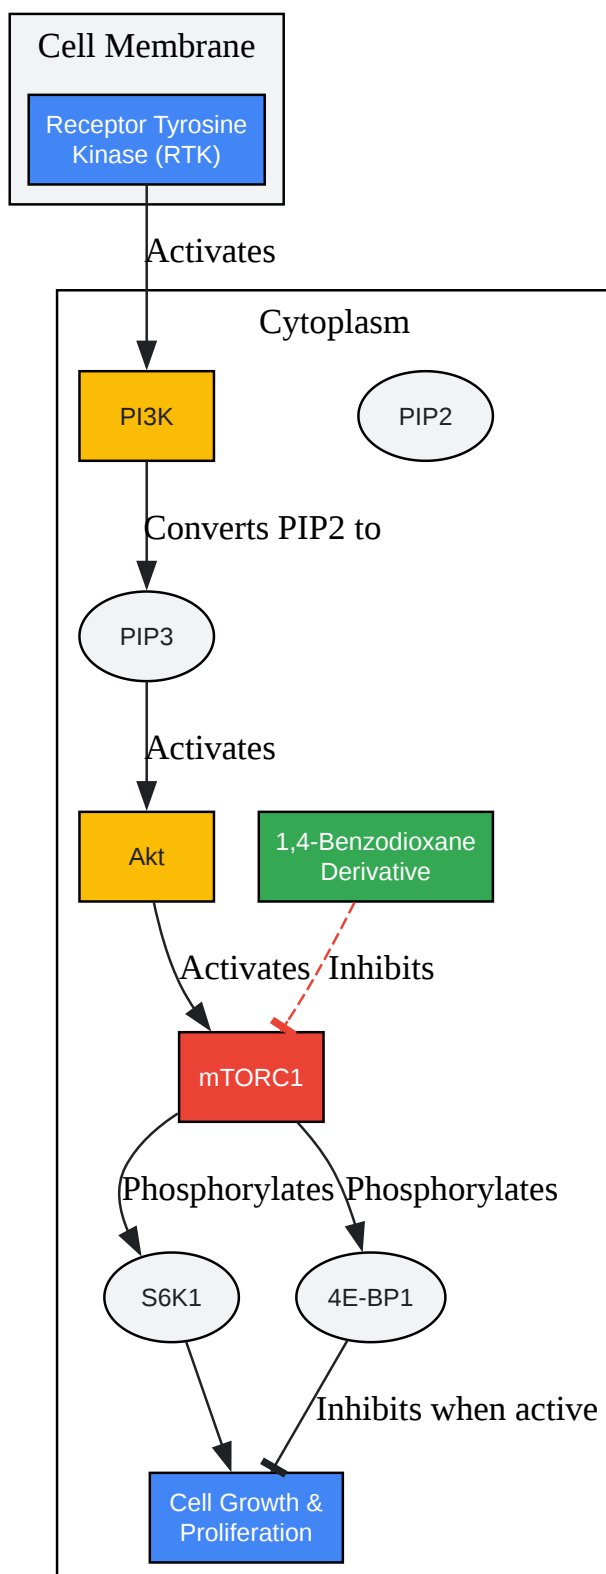 Cell Membrane
Receptor Tyrosine
Kinase (RTK)
Activates
Cytoplasm
PI3K
PIP2
Converts PIP2 to
PIP3
Activates
Akt
1,4-Benzodioxane
Derivative
Activates
Inhibits
mTORC1
Phosphorylates
Phosphorylates
S6K1
4E-BP1
Inhibits when active
Cell Growth &
Proliferation